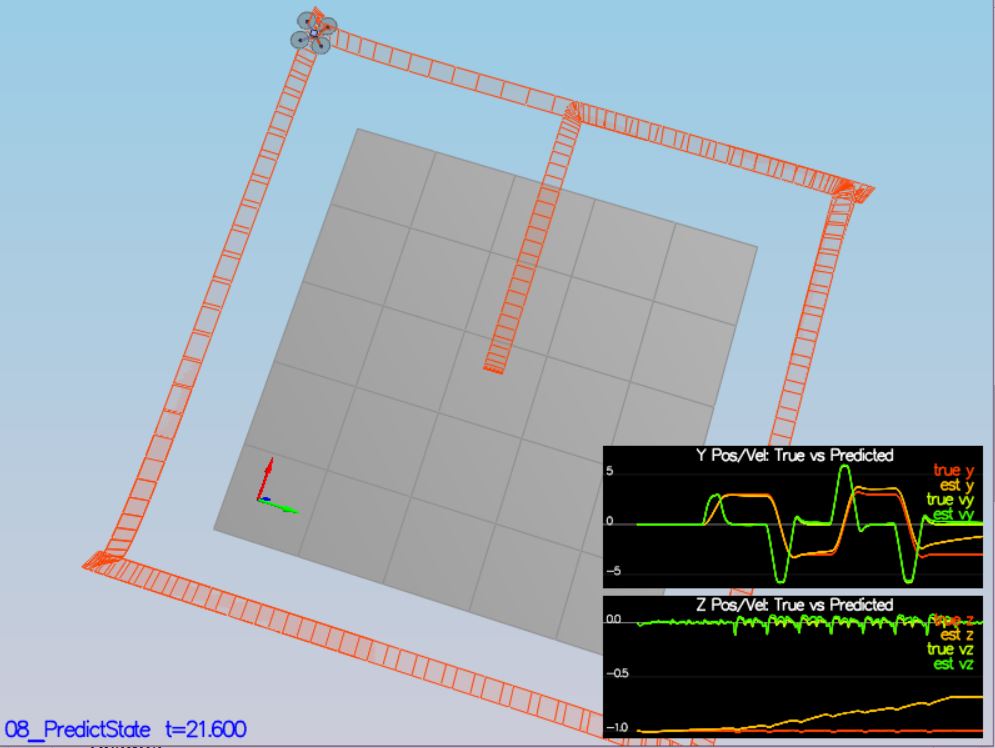 Y Pos/Vel: True vs Predicted
5
true y
est y
true vy
est vy
0
−5
Z Pos/Vel: True vs Predicted
0.0
true z
est z
true vz
est vz
−0.5
−1.0
08_PredictState t=21.600